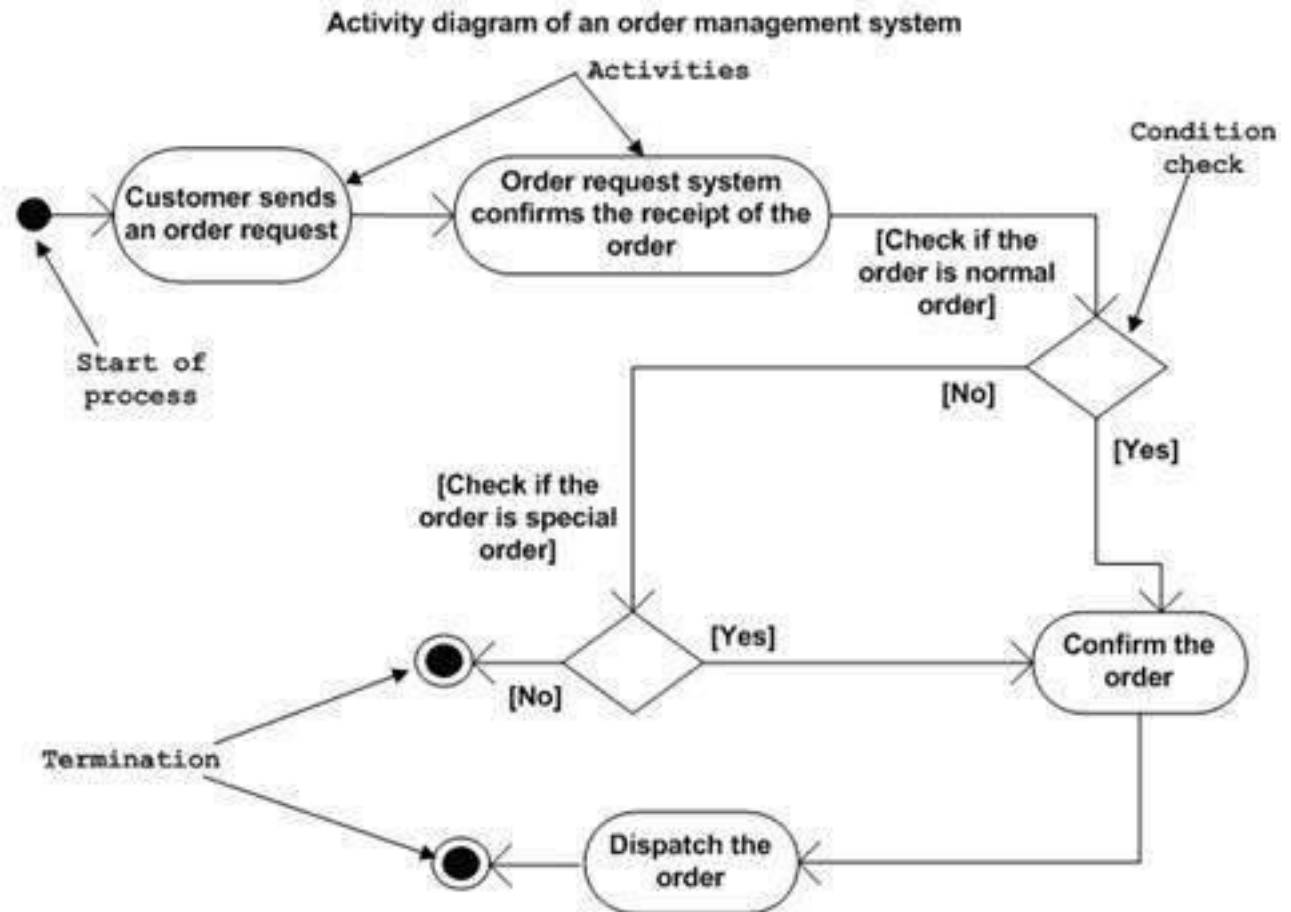 Activity diagram of an order management system
Activities
Condition
check
Customer sends
an order request
Order request system
confirms the receipt of the
order
[Check if the
order is normal
order]
Start of
process
[No]
[Yes]
[Check if the
order is special
order]
[Yes]
Confirm the
order
[No]
Termination
Dispatch the
order